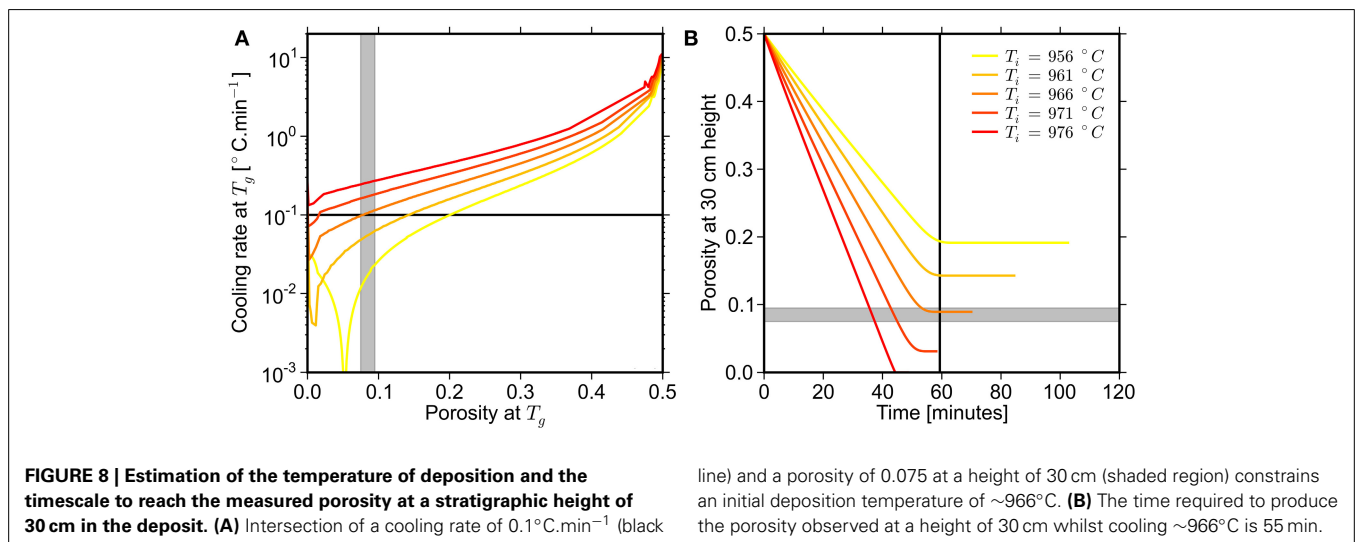 A
Cooling rate at T_g [°C.min⁻¹]
10¹
10⁰
10⁻¹
10⁻²
10⁻³
0.0 0.1 0.2 0.3 0.4 0.5
Porosity at T_g
B
Porosity at 30 cm height
0.5
0.4
0.3
0.2
0.1
0.0
0 20 40 60 80 100 120
Time [minutes]
T_i = 956 °C
T_i = 961 °C
T_i = 966 °C
T_i = 971 °C
T_i = 976 °C
FIGURE 8 | Estimation of the temperature of deposition and the
timescale to reach the measured porosity at a stratigraphic height of
30 cm in the deposit. (A) Intersection of a cooling rate of 0.1°C.min⁻¹ (black
line) and a porosity of 0.075 at a height of 30 cm (shaded region) constrains
an initial deposition temperature of ~966°C. (B) The time required to produce
the porosity observed at a height of 30 cm whilst cooling ~966°C is 55 min.